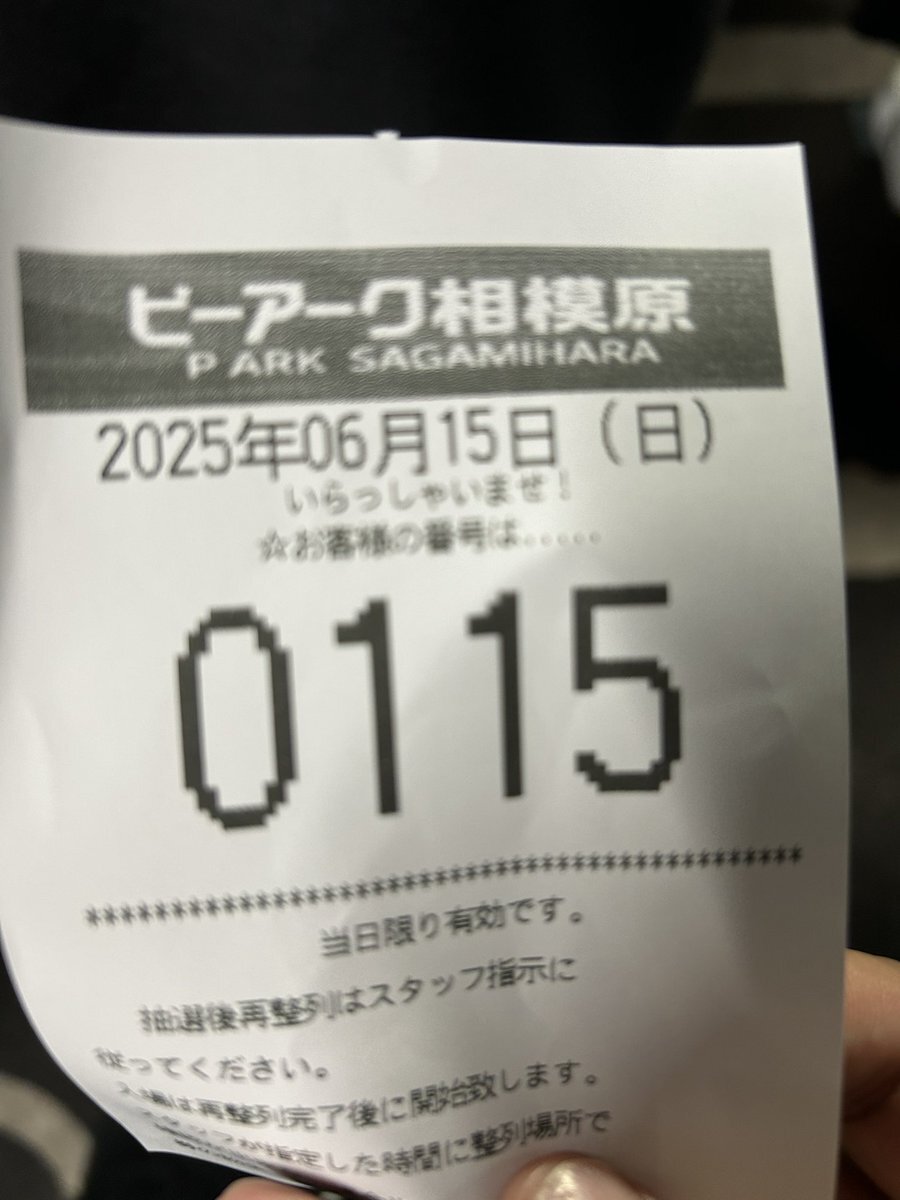 ピーアーク相模原
P ARK SAGAMIHARA
2025年06月15日（日）
いらっしゃいませ！
☆お客様の番号は......
0115
******************************************
当日限り有効です。
抽選後再整列はスタッフ指示に
従ってください。
は再整列完了後に開始致します。
指定した時間に整列場所で